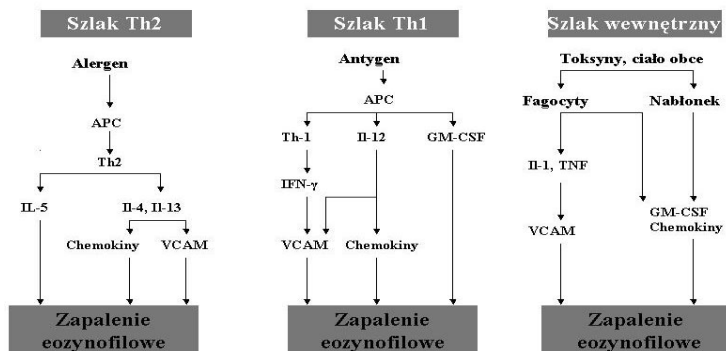 Szlak Th2
Alergen
APC
Th2
IL-5
Il-4, Il-13
Chemokiny
VCAM
Zapalenie
eozynofilowe
Szlak Th1
Antygen
APC
Th-1
Il-12
GM-CSF
IFN-γ
VCAM
Chemokiny
Zapalenie
eozynofilowe
Szlak wewnętrzny
Toksyny, ciało obce
Fagocyty
Nabłonek
Il-1, TNF
VCAM
GM-CSF
Chemokiny
Zapalenie
eozynofilowe